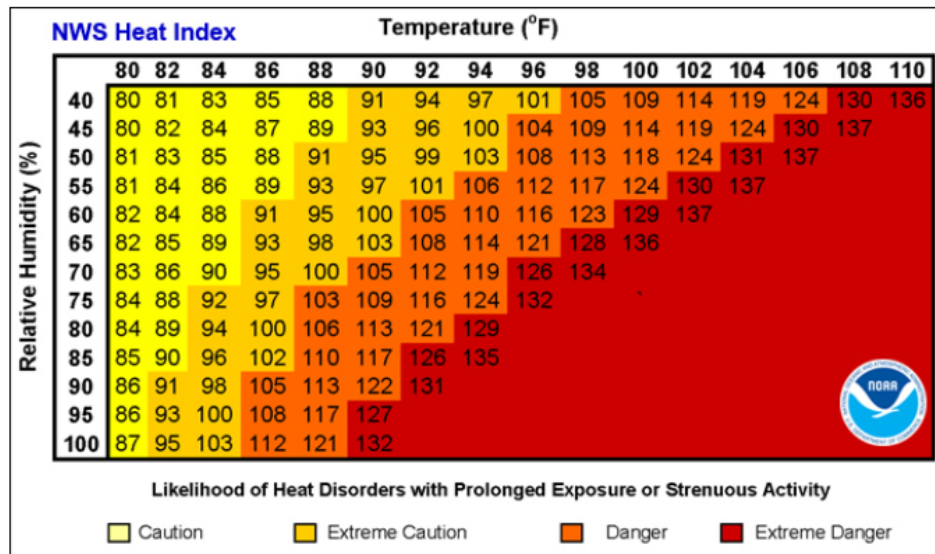 NWS Heat Index
Temperature (°F)
80 82 84 86 88 90 92 94 96 98 100 102 104 106 108 110
Relative Humidity (%)
40 80 81 83 85 88 91 94 97 101 105 109 114 119 124 130 136
45 80 82 84 87 89 93 96 100 104 109 114 119 124 130 137
50 81 83 85 88 91 95 99 103 108 113 118 124 131 137
55 81 84 86 89 93 97 101 106 112 117 124 130 137
60 82 84 88 91 95 100 105 110 116 123 129 137
65 82 85 89 93 98 103 108 114 121 128 136
70 83 86 90 95 100 105 112 119 126 134
75 84 88 92 97 103 109 116 124 132
80 84 89 94 100 106 113 121 129
85 85 90 96 102 110 117 126 135
90 86 91 98 105 113 122 131
95 86 93 100 108 117 127
100 87 95 103 112 121 132
NOAA
Likelihood of Heat Disorders with Prolonged Exposure or Strenuous Activity
Caution
Extreme Caution
Danger
Extreme Danger